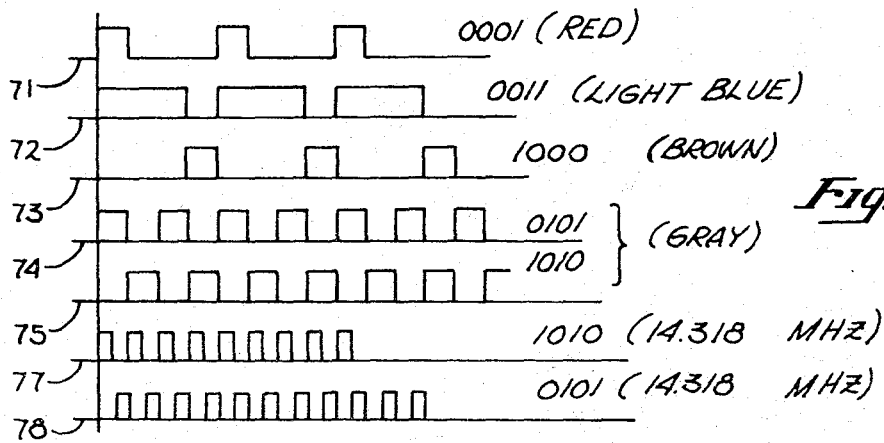 0001 (RED)
71
0011 (LIGHT BLUE)
72
1000 (BROWN)
73
Fig.
0101
(GRAY)
74
1010
75
1010 (14.318 MHZ)
77
0101 (14.318 MHZ)
78